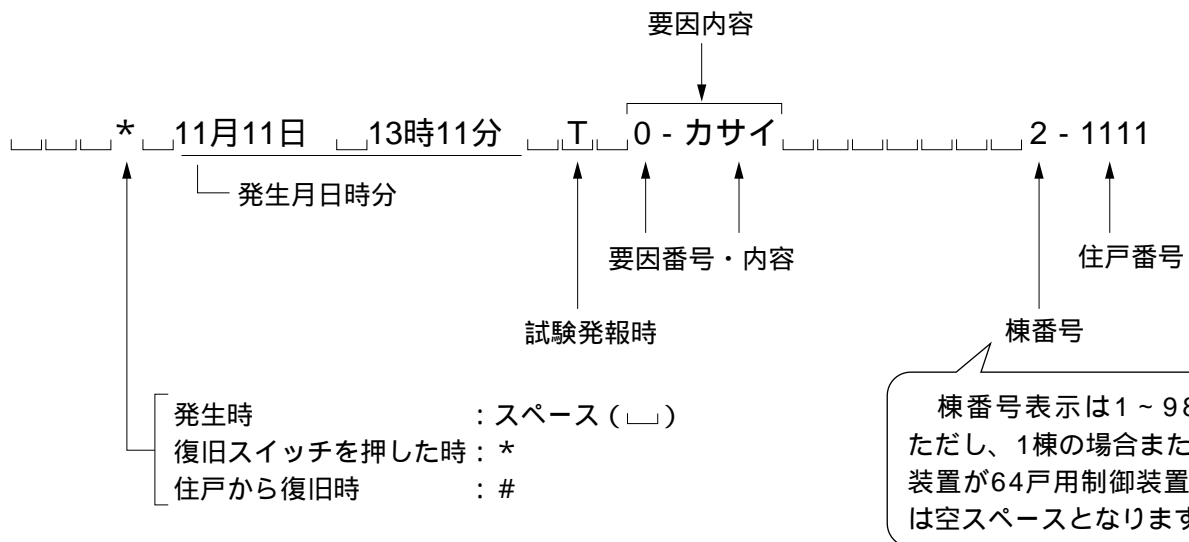 要因内容
␣␣␣*␣11月11日 ␣13時11分 ␣T␣0 - カサイ␣␣␣␣␣␣␣2 - 1111
発生月日時分
要因番号・内容
住戸番号
試験発報時
棟番号
発生時 : スペース (␣)
復旧スイッチを押した時 : *
住戸から復旧時 : #
棟番号表示は1 ~ 98
ただし、1棟の場合また
装置が64戸用制御装置
は空スペースとなります